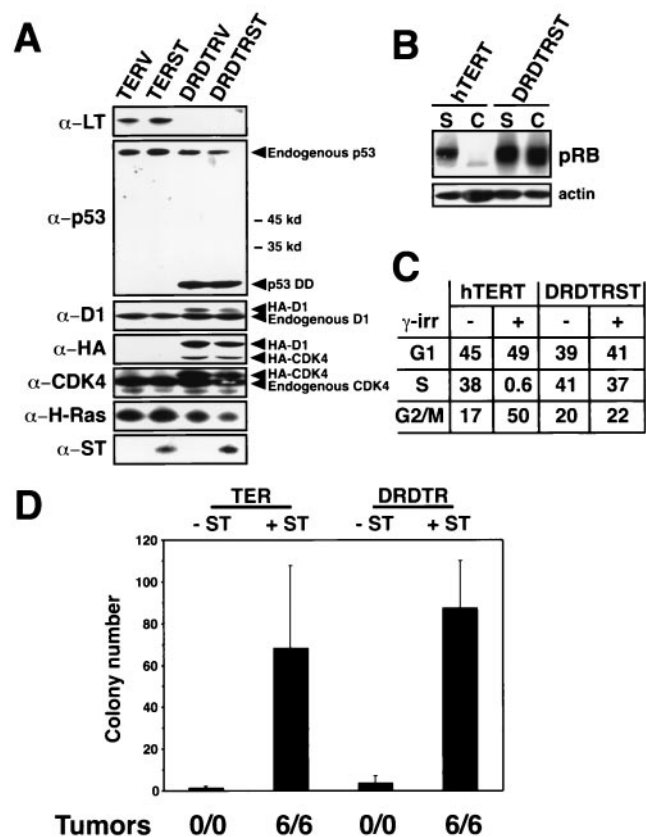 A
TERV TERST DRDTRV DRDTRST
α-LT
Endogenous p53
α-p53
45 kd
35 kd
p53 DD
α-D1
HA-D1
Endogenous D1
α-HA
HA-D1
HA-CDK4
α-CDK4
HA-CDK4
Endogenous CDK4
α-H-Ras
α-ST
B
hTERT DRDTRST
S C S C
pRB
actin
C
hTERT DRDTRST
γ-irr - + - +
G1 45 49 39 41
S 38 0.6 41 37
G2/M 17 50 20 22
D
TER DRDTR
- ST + ST - ST + ST
Colony number
120
100
80
60
40
20
0
Tumors 0/0 6/6 0/0 6/6